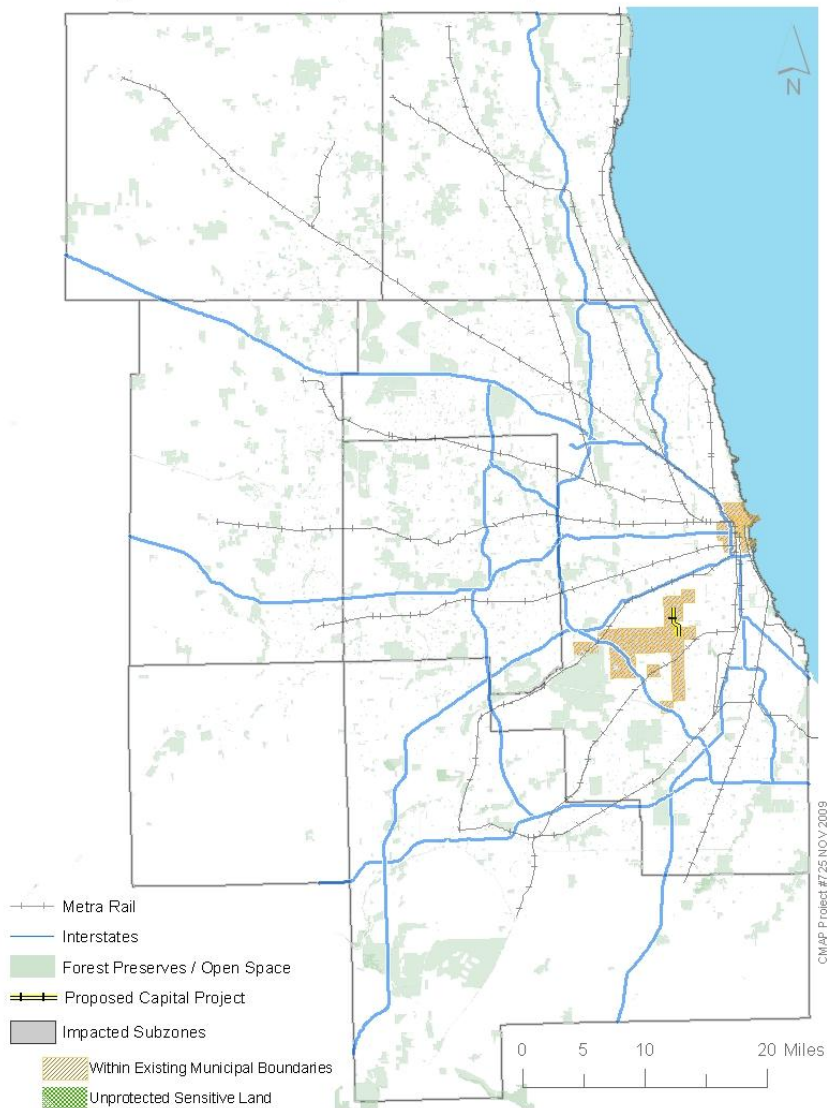 N
Metra Rail
Interstates
Forest Preserves / Open Space
Proposed Capital Project
Impacted Subzones
Within Existing Municipal Boundaries
Unprotected Sensitive Land
0 5 10 20 Miles
CMAP Project #725 NOV 2009